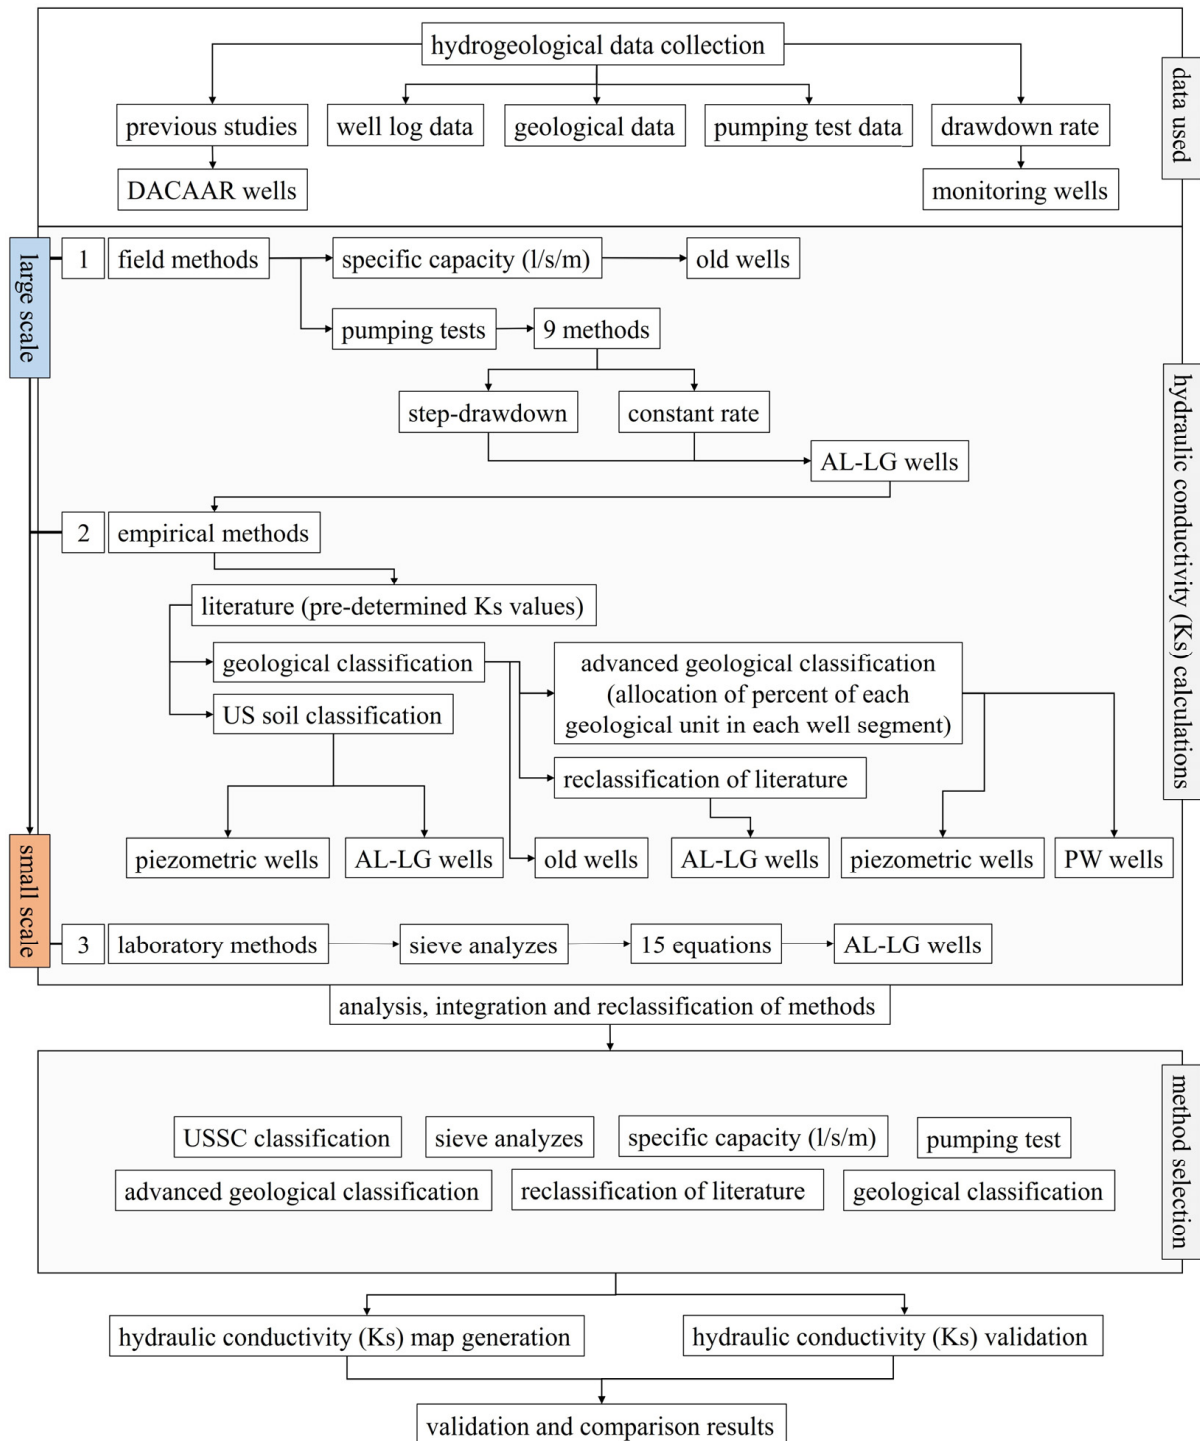 hydrogeological data collection
data used
previous studies
well log data
geological data
pumping test data
drawdown rate
DACAAR wells
monitoring wells
large scale
1
field methods
specific capacity (l/s/m)
old wells
pumping tests
9 methods
hydraulic conductivity (Ks) calculations
step-drawdown
constant rate
AL-LG wells
2
empirical methods
literature (pre-determined Ks values)
geological classification
advanced geological classification
(allocation of percent of each
geological unit in each well segment)
US soil classification
reclassification of literature
small scale
piezometric wells
AL-LG wells
old wells
AL-LG wells
piezometric wells
PW wells
3
laboratory methods
sieve analyzes
15 equations
AL-LG wells
analysis, integration and reclassification of methods
method selection
USSC classification
sieve analyzes
specific capacity (l/s/m)
pumping test
advanced geological classification
reclassification of literature
geological classification
hydraulic conductivity (Ks) map generation
hydraulic conductivity (Ks) validation
validation and comparison results